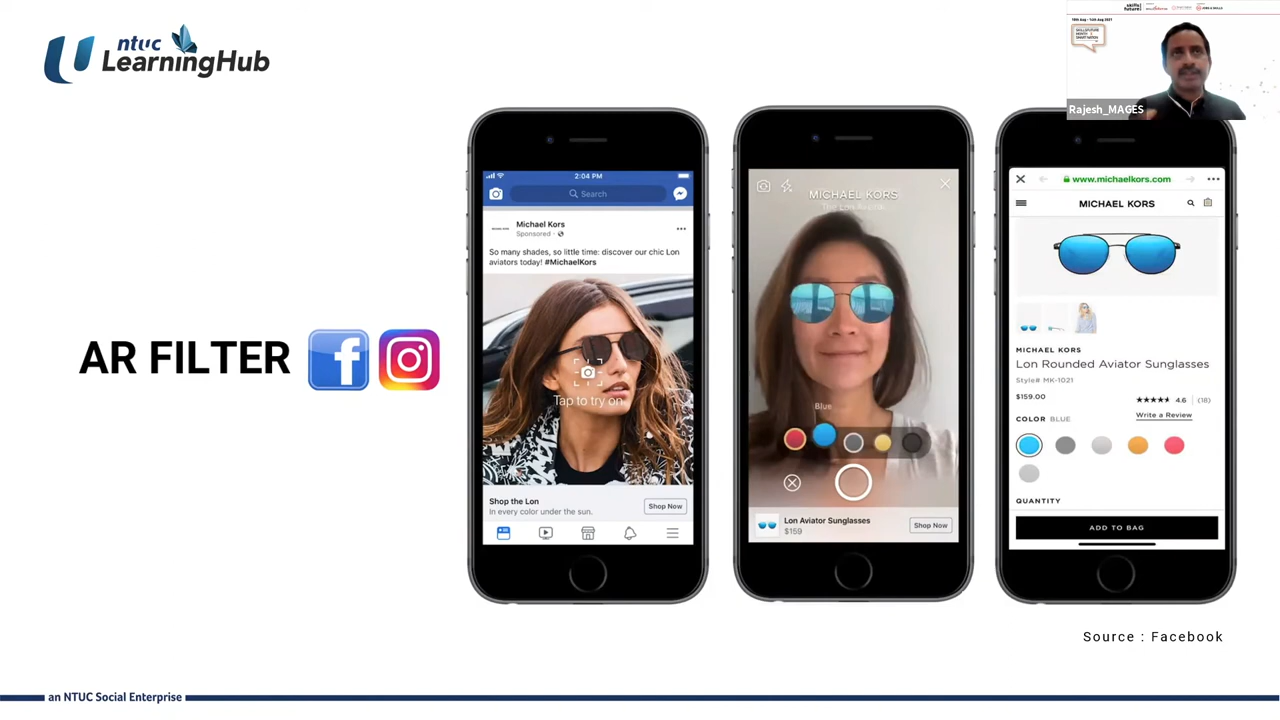 ntuc
LearningHub
AR FILTER
2:04 PM
Search
Michael Kors
Sponsored
So many shades, so little time: discover our chic Lon
aviators today! #MichaelKors
Tap to try on
Shop the Lon
In every color under the sun.
Shop Now
MICHAEL KORS
Blue
Lon Aviator Sunglasses
$159
Shop Now
www.michaelkors.com
MICHAEL KORS
MICHAEL KORS
Lon Rounded Aviator Sunglasses
Style# MK-1021
$159.00
4.6 (18)
Write a Review
COLOR BLUE
QUANTITY
ADD TO BAG
Rajesh_MAGES
Source : Facebook
an NTUC Social Enterprise